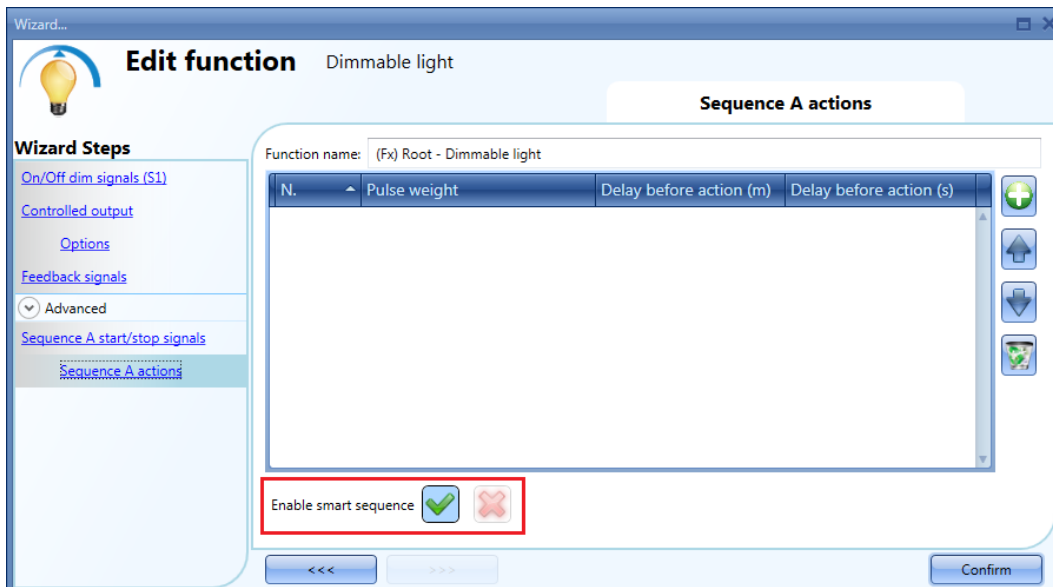 Wizard...
Edit function Dimmable light
Sequence A actions
Wizard Steps
On/Off dim signals (S1)
Controlled output
Options
Feedback signals
Advanced
Sequence A start/stop signals
Sequence A actions
Function name: (Fx) Root - Dimmable light
N. Pulse weight Delay before action (m) Delay before action (s)
Enable smart sequence
<<< >>> Confirm